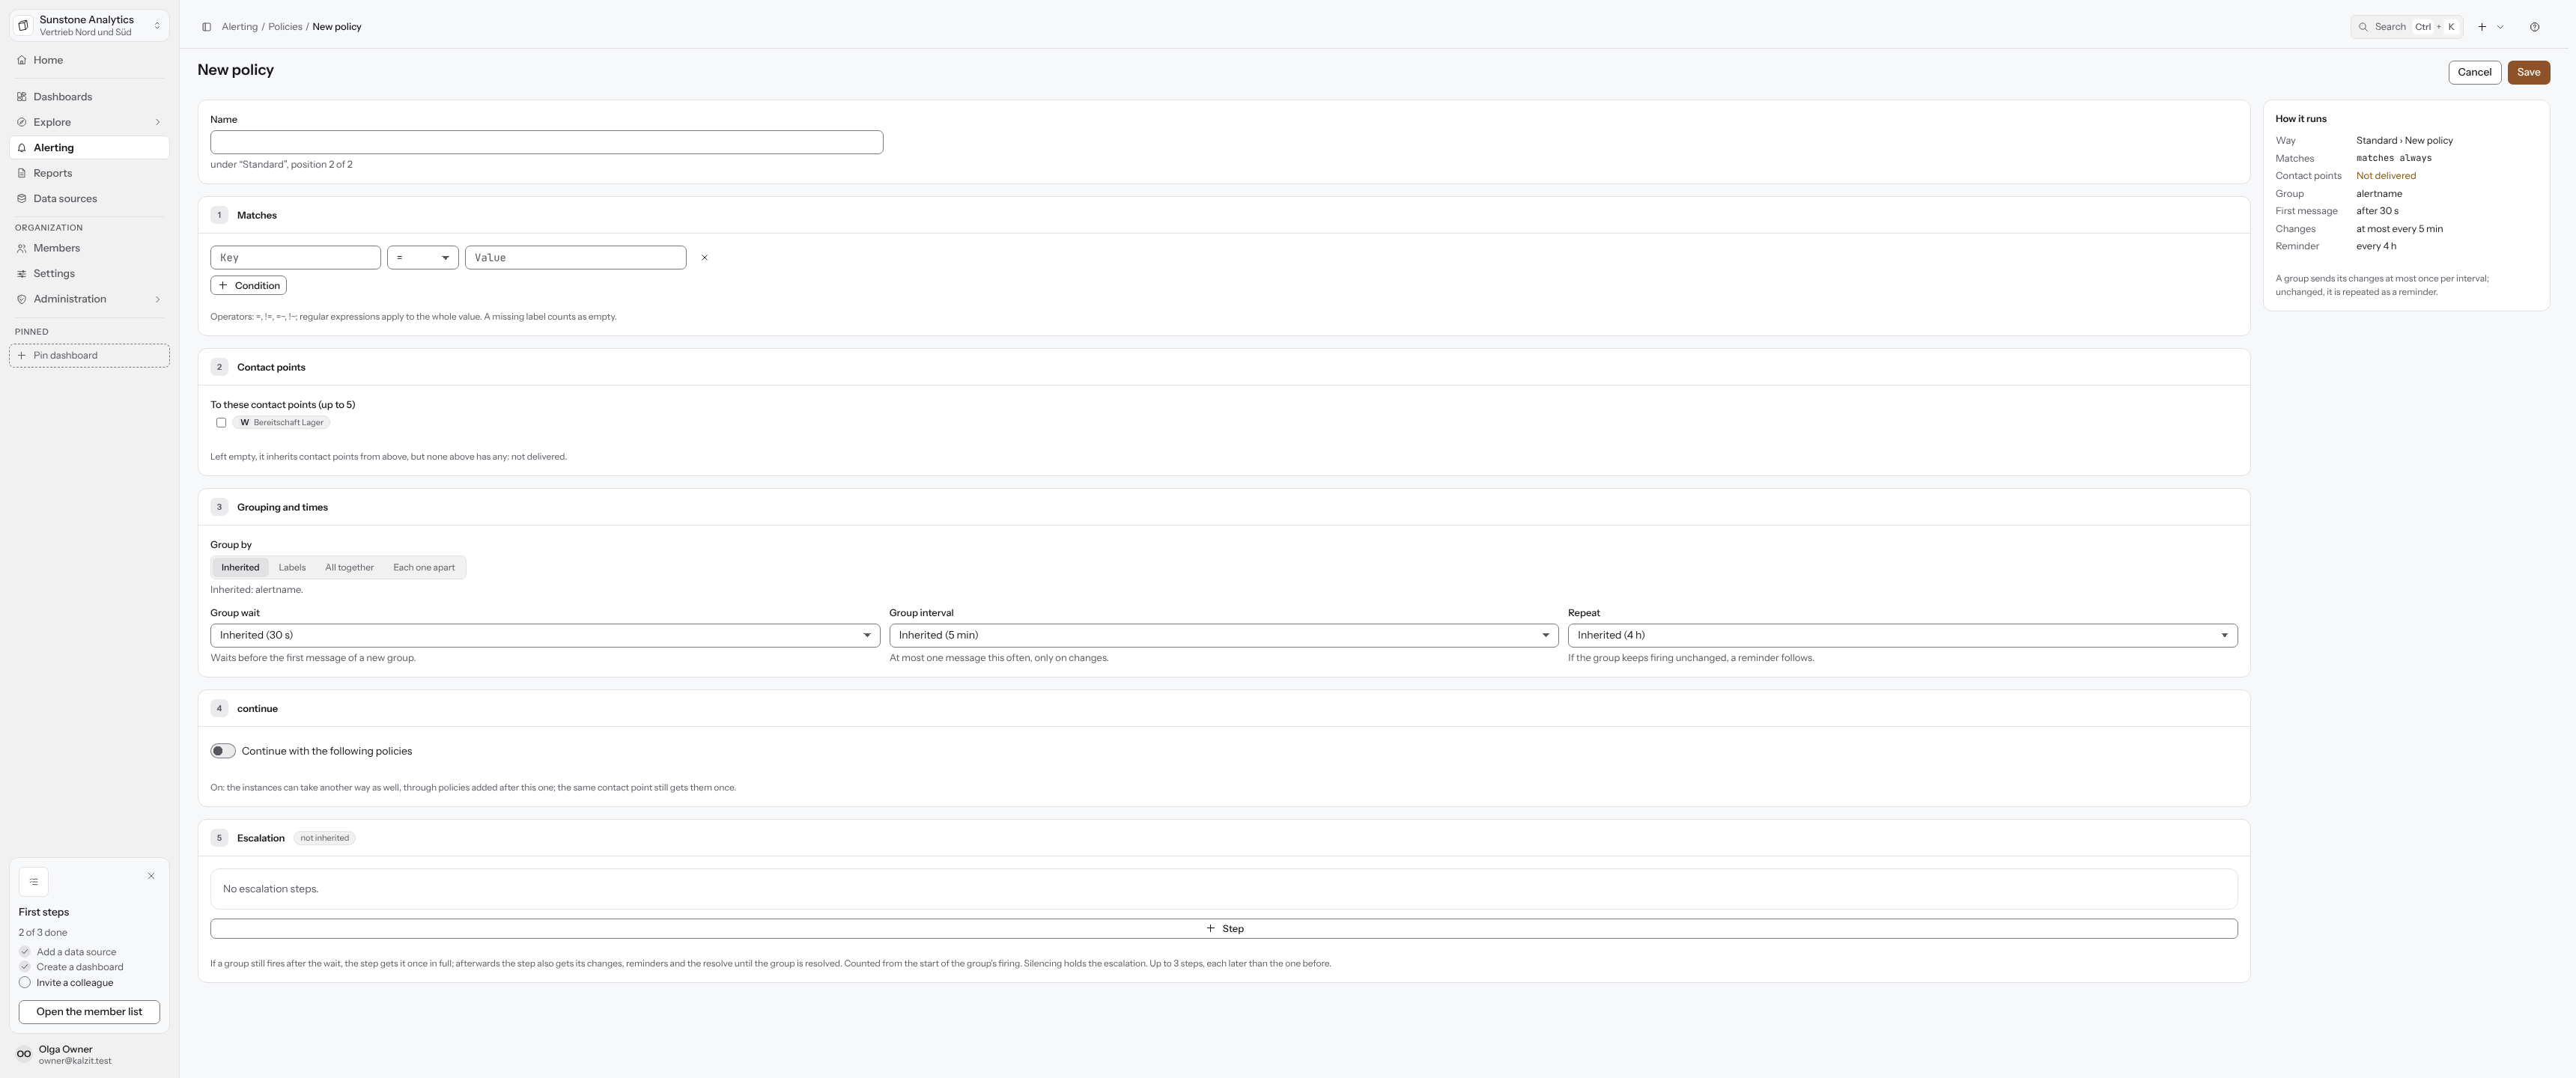 Sunstone Analytics
Vertrieb Nord und Süd
Home
Dashboards
Explore
Alerting
Reports
Data sources
ORGANIZATION
Members
Settings
Administration
PINNED
Pin dashboard
First steps
2 of 3 done
Add a data source
Create a dashboard
Invite a colleague
Open the member list
OO Olga Owner
owner@kalzit.test
Alerting / Policies / New policy
Search Ctrl + K
New policy
Cancel Save
Name
under “Standard”, position 2 of 2
1 Matches
Key = Value
Condition
Operators: =, !=, =~, !~; regular expressions apply to the whole value. A missing label counts as empty.
2 Contact points
To these contact points (up to 5)
W Bereitschaft Lager
Left empty, it inherits contact points from above, but none above has any: not delivered.
3 Grouping and times
Group by
Inherited Labels All together Each one apart
Inherited: alertname.
Group wait Group interval Repeat
Inherited (30 s) Inherited (5 min) Inherited (4 h)
Waits before the first message of a new group. At most one message this often, only on changes. If the group keeps firing unchanged, a reminder follows.
4 continue
Continue with the following policies
On: the instances can take another way as well, through policies added after this one; the same contact point still gets them once.
5 Escalation not inherited
No escalation steps.
Step
If a group still fires after the wait, the step gets it once in full; afterwards the step also gets its changes, reminders and the resolve until the group is resolved. Counted from the start of the group's firing. Silencing holds the escalation. Up to 3 steps, each later than the one before.
How it runs
Way Standard › New policy
Matches matches always
Contact points Not delivered
Group alertname
First message after 30 s
Changes at most every 5 min
Reminder every 4 h
A group sends its changes at most once per interval;
unchanged, it is repeated as a reminder.